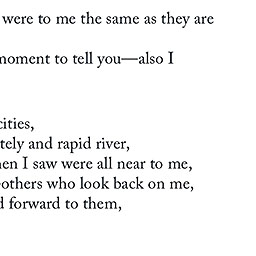 were to me the same as they are
moment to tell you—also I
cities,
tely and rapid river,
en I saw were all near to me,
others who look back on me,
d forward to them,